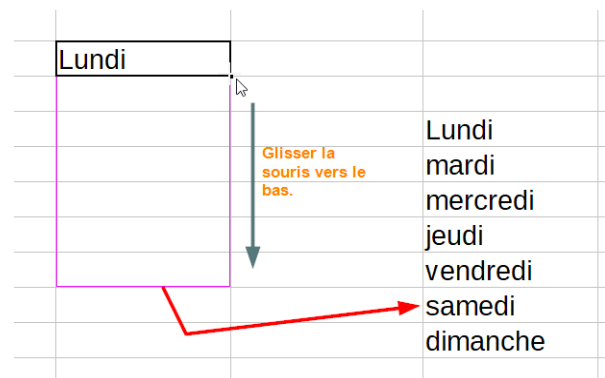 Lundi
Glisser la
souris vers le
bas.
Lundi
mardi
mercredi
jeudi
vendredi
samedi
dimanche